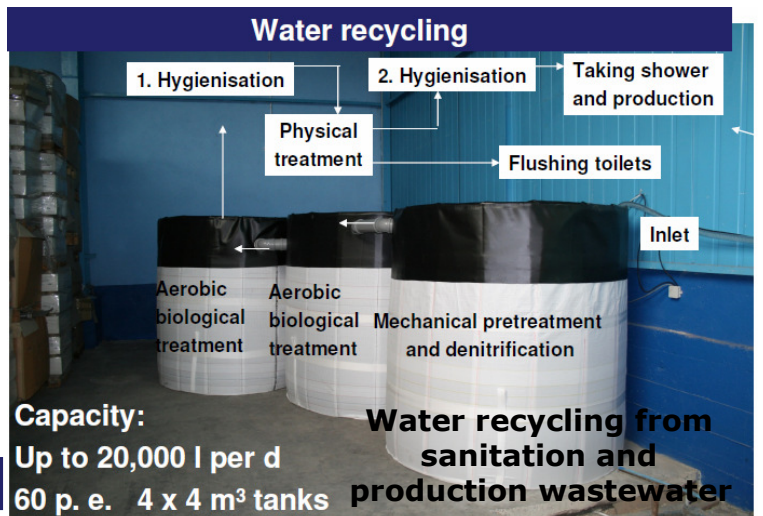 Water recycling
1. Hygienisation
2. Hygienisation
Taking shower
and production
Physical
treatment
Flushing toilets
Inlet
Aerobic
biological
treatment
Aerobic
biological
treatment
Mechanical pretreatment
and denitrification
Capacity:
Up to 20,000 l per d
60 p. e.   4 x 4 m³ tanks
Water recycling from
sanitation and
production wastewater